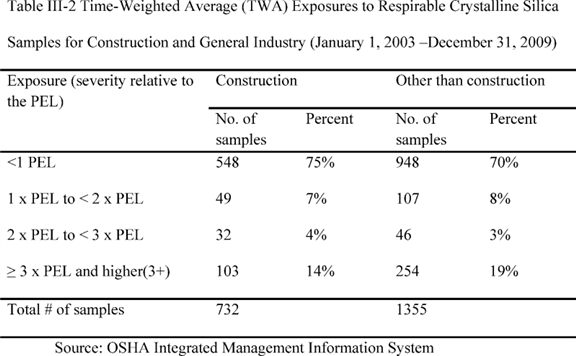 Table III-2 Time-Weighted Average (TWA) Exposures to Respirable Crystalline Silica
Samples for Construction and General Industry (January 1, 2003 –December 31, 2009)
Exposure (severity relative to the PEL) Construction Other than construction
No. of samples Percent No. of samples Percent
<1 PEL 548 75% 948 70%
1 x PEL to < 2 x PEL 49 7% 107 8%
2 x PEL to < 3 x PEL 32 4% 46 3%
≥ 3 x PEL and higher(3+) 103 14% 254 19%
Total # of samples 732 1355
Source: OSHA Integrated Management Information System